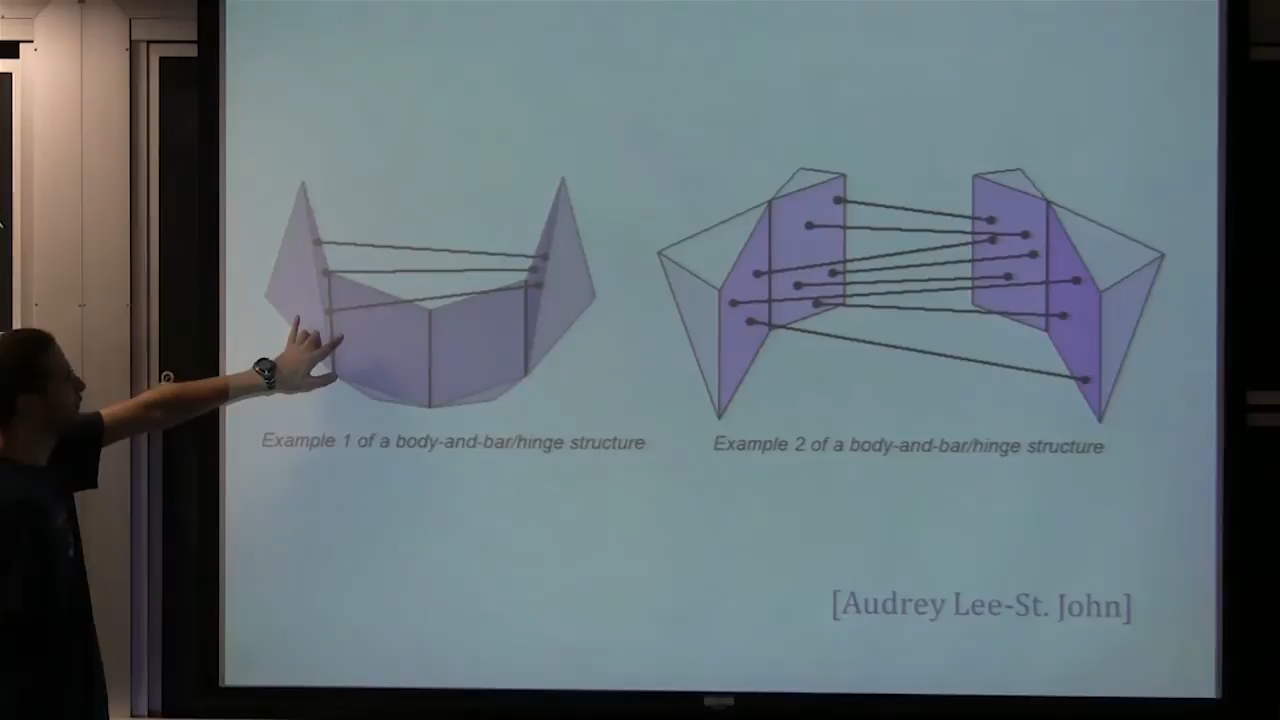 Example 1 of a body-and-bar/hinge structure
Example 2 of a body-and-bar/hinge structure
[Audrey Lee-St. John]